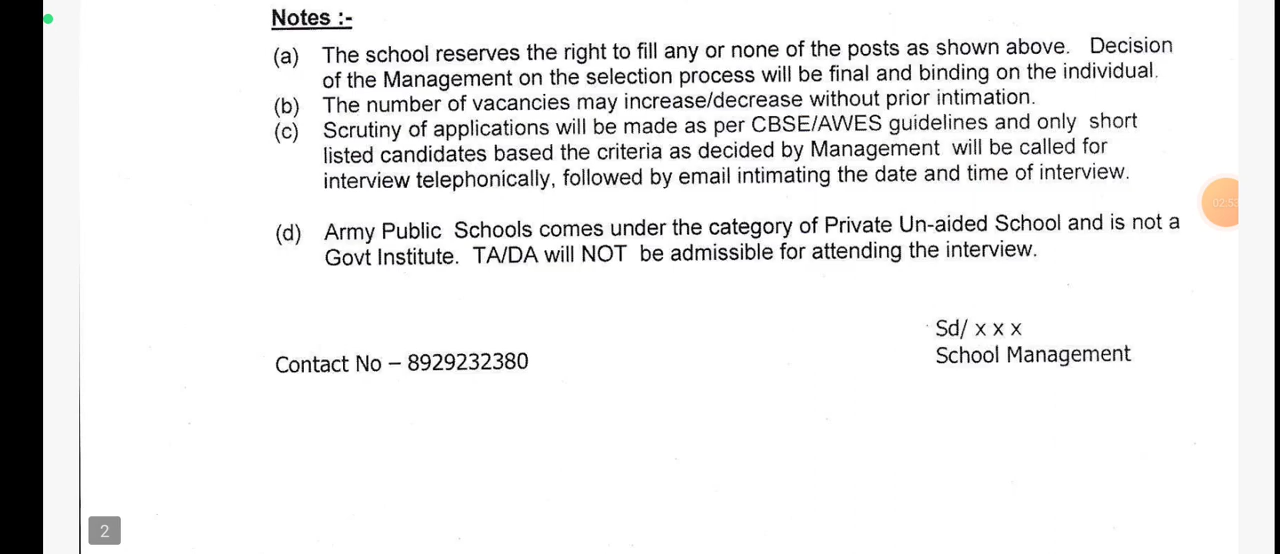 Notes :-
(a) The school reserves the right to fill any or none of the posts as shown above. Decision
of the Management on the selection process will be final and binding on the individual.
(b) The number of vacancies may increase/decrease without prior intimation.
(c) Scrutiny of applications will be made as per CBSE/AWES guidelines and only short
listed candidates based the criteria as decided by Management will be called for
interview telephonically, followed by email intimating the date and time of interview.
(d) Army Public Schools comes under the category of Private Un-aided School and is not a
Govt Institute. TA/DA will NOT be admissible for attending the interview.
Sd/ x x x
Contact No – 8929232380
School Management
2